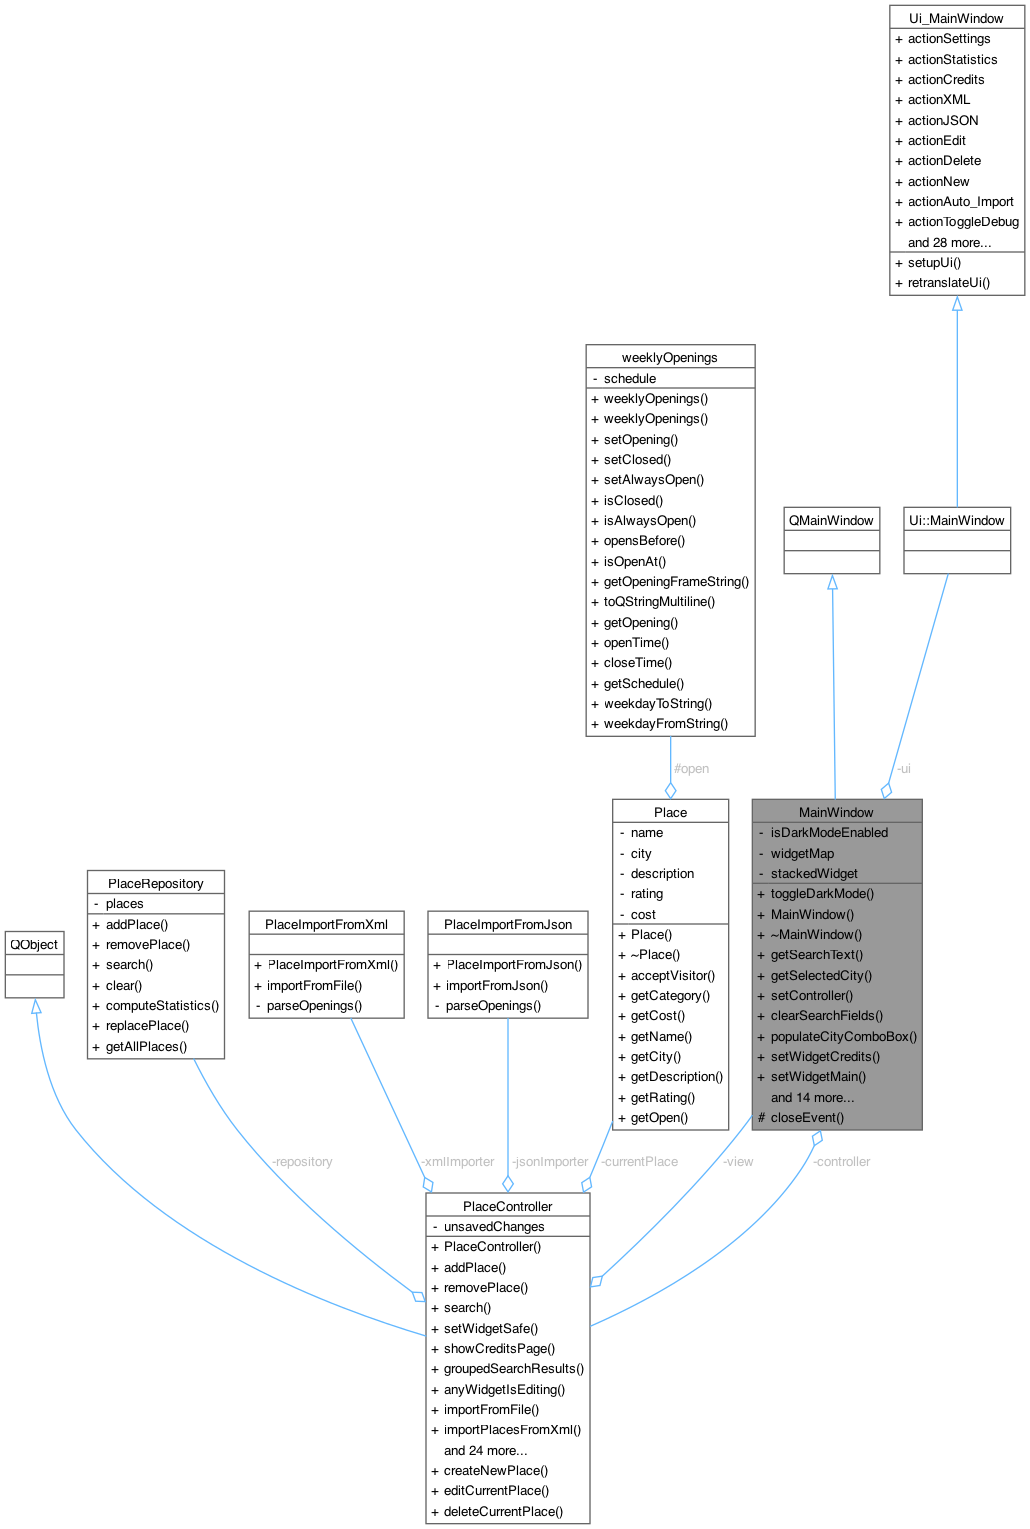 Ui_MainWindow
+ actionSettings
+ actionStatistics
+ actionCredits
+ actionXML
+ actionJSON
+ actionEdit
+ actionDelete
+ actionNew
+ actionAuto_Import
+ actionToggleDebug
and 28 more...
+ setupUi()
+ retranslateUi()
weeklyOpenings
- schedule
+ weeklyOpenings()
+ weeklyOpenings()
+ setOpening()
+ setClosed()
+ setAlwaysOpen()
+ isClosed()
+ isAlwaysOpen()
+ opensBefore()
+ isOpenAt()
+ getOpeningFrameString()
+ toQStringMultiline()
+ getOpening()
+ openTime()
+ closeTime()
+ getSchedule()
+ weekdayToString()
+ weekdayFromString()
QMainWindow
Ui::MainWindow
#open
-ui
Place
- name
- city
- description
- rating
- cost
+ Place()
+ ~Place()
+ acceptVisitor()
+ getCategory()
+ getCost()
+ getName()
+ getCity()
+ getDescription()
+ getRating()
+ getOpen()
MainWindow
- isDarkModeEnabled
- widgetMap
- stackedWidget
+ toggleDarkMode()
+ MainWindow()
+ ~MainWindow()
+ getSearchText()
+ getSelectedCity()
+ setController()
+ clearSearchFields()
+ populateCityComboBox()
+ setWidgetCredits()
+ setWidgetMain()
and 14 more...
# closeEvent()
QObject
PlaceRepository
- places
+ addPlace()
+ removePlace()
+ search()
+ clear()
+ computeStatistics()
+ replacePlace()
+ getAllPlaces()
PlaceImportFromXml
+ PlaceImportFromXml()
+ importFromFile()
- parseOpenings()
PlaceImportFromJson
+ PlaceImportFromJson()
+ importFromJson()
- parseOpenings()
-repository
-xmlImporter
-jsonImporter
-currentPlace
-view
-controller
PlaceController
- unsavedChanges
+ PlaceController()
+ addPlace()
+ removePlace()
+ search()
+ setWidgetSafe()
+ showCreditsPage()
+ groupedSearchResults()
+ anyWidgetIsEditing()
+ importFromFile()
+ importPlacesFromXml()
and 24 more...
+ createNewPlace()
+ editCurrentPlace()
+ deleteCurrentPlace()